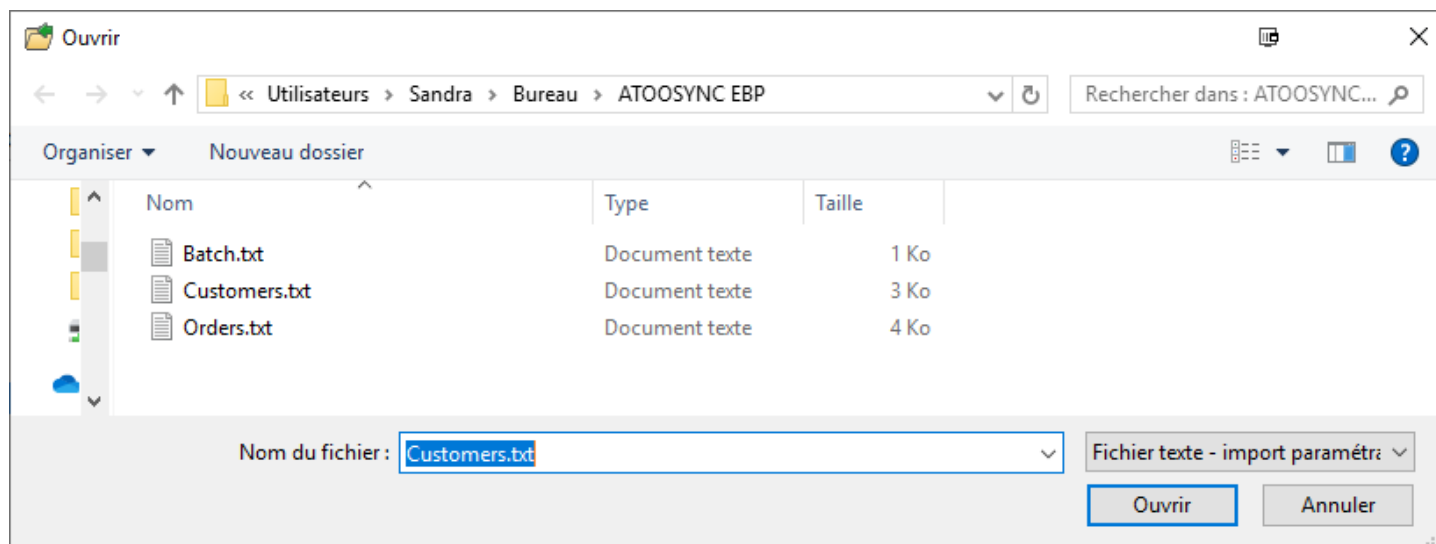 Ouvrir
« Utilisateurs > Sandra > Bureau > ATOOSYNC EBP
Rechercher dans : ATOOSYNC...
Organiser Nouveau dossier
?
Nom Type Taille
Batch.txt Document texte 1 Ko
Customers.txt Document texte 3 Ko
Orders.txt Document texte 4 Ko
Nom du fichier : Customers.txt
Fichier texte - import paramétra
Ouvrir Annuler